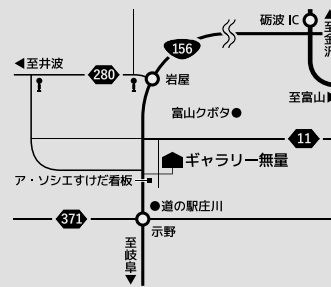 砺波 IC
▲至金沢
156
◀至井波
280
岩屋
至富山▶
富山クボタ●
11
ギャラリー無量
ア・ソシエすけだ看板
●道の駅庄川
371
示野
至岐阜▼